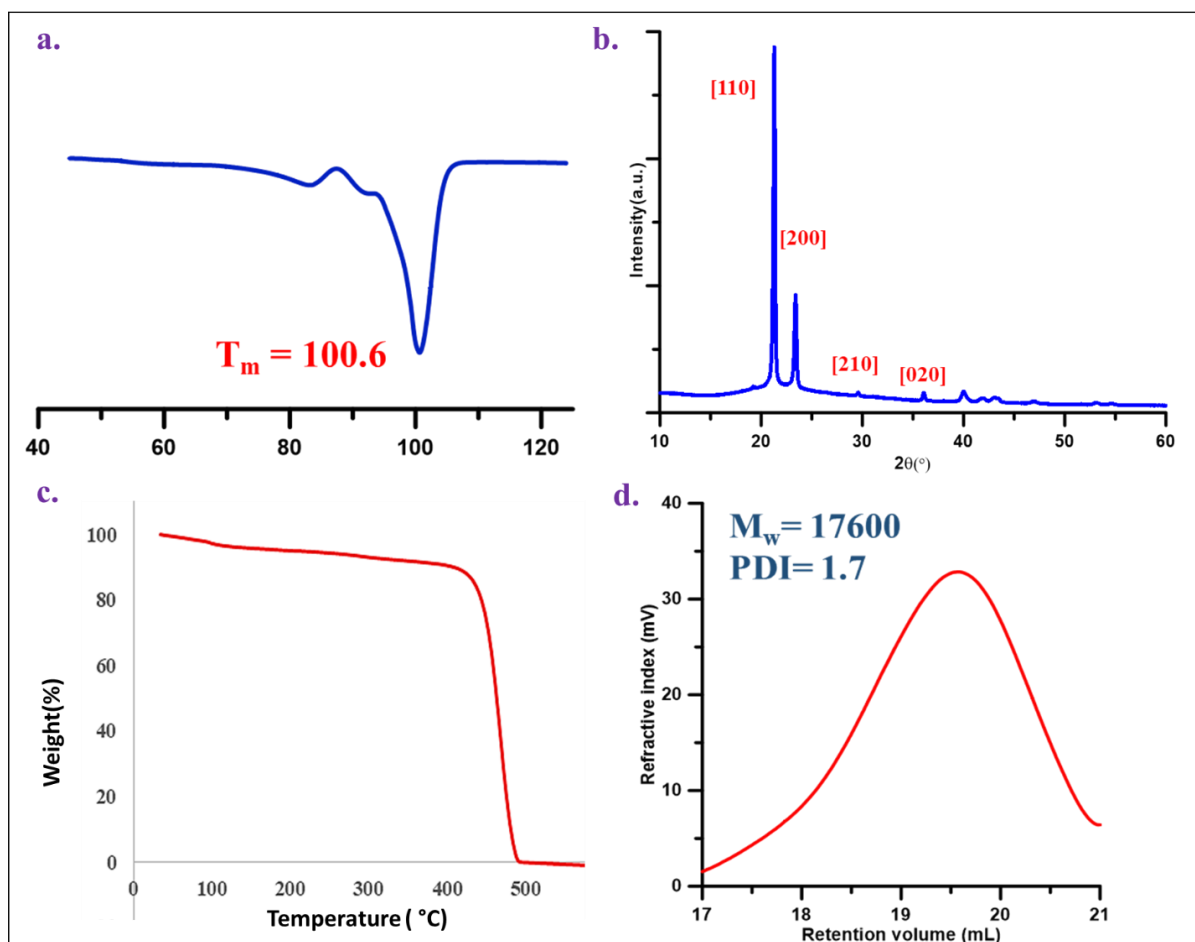 a.
T_m = 100.6
40 60 80 100 120
b.
[110]
[200]
[210]
[020]
Intensity(a.u.)
10 20 30 40 50 60
2θ(°)
c.
100
80
60
40
20
0
0 100 200 300 400 500
Weight(%)
Temperature ( °C)
d.
M_w= 17600
PDI= 1.7
40
30
20
10
0
Refractive index (mV)
17 18 19 20 21
Retention volume (mL)